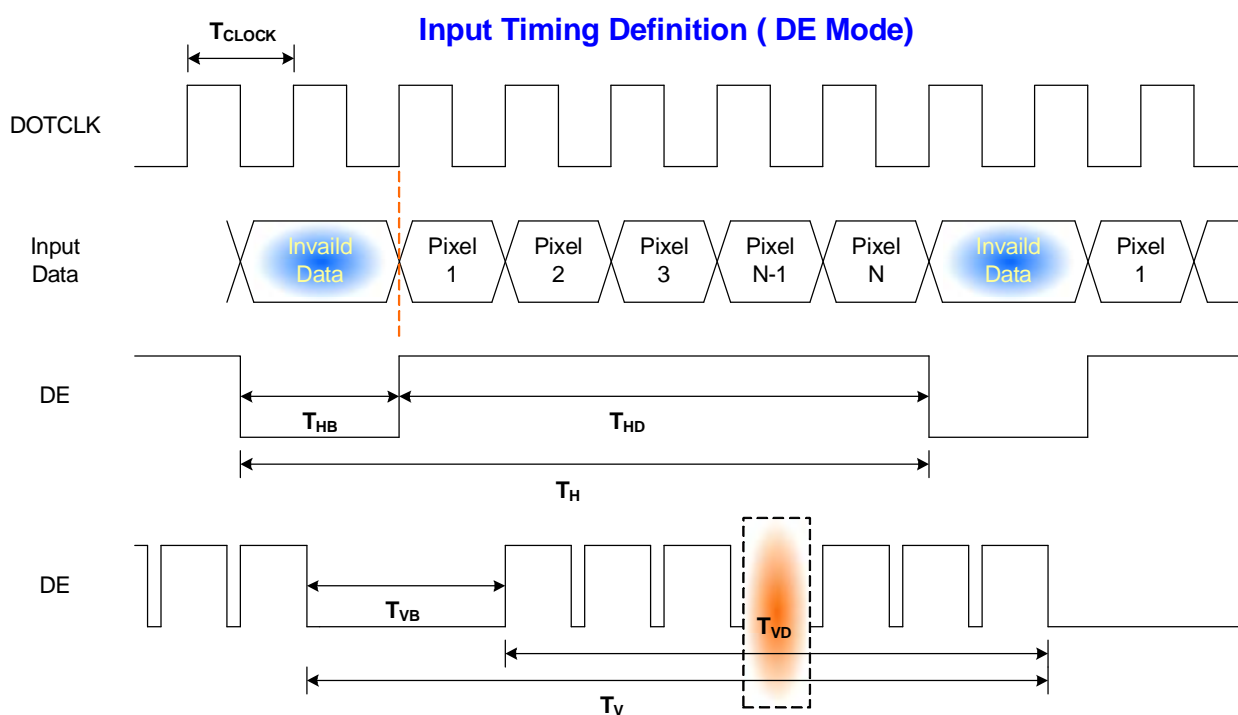 Input Timing Definition ( DE Mode)
TCLOCK
DOTCLK
Input
Data
Invaild
Data
Pixel
1
Pixel
2
Pixel
3
Pixel
N-1
Pixel
N
Invaild
Data
Pixel
1
DE
THB
THD
TH
DE
TVB
TVD
TV